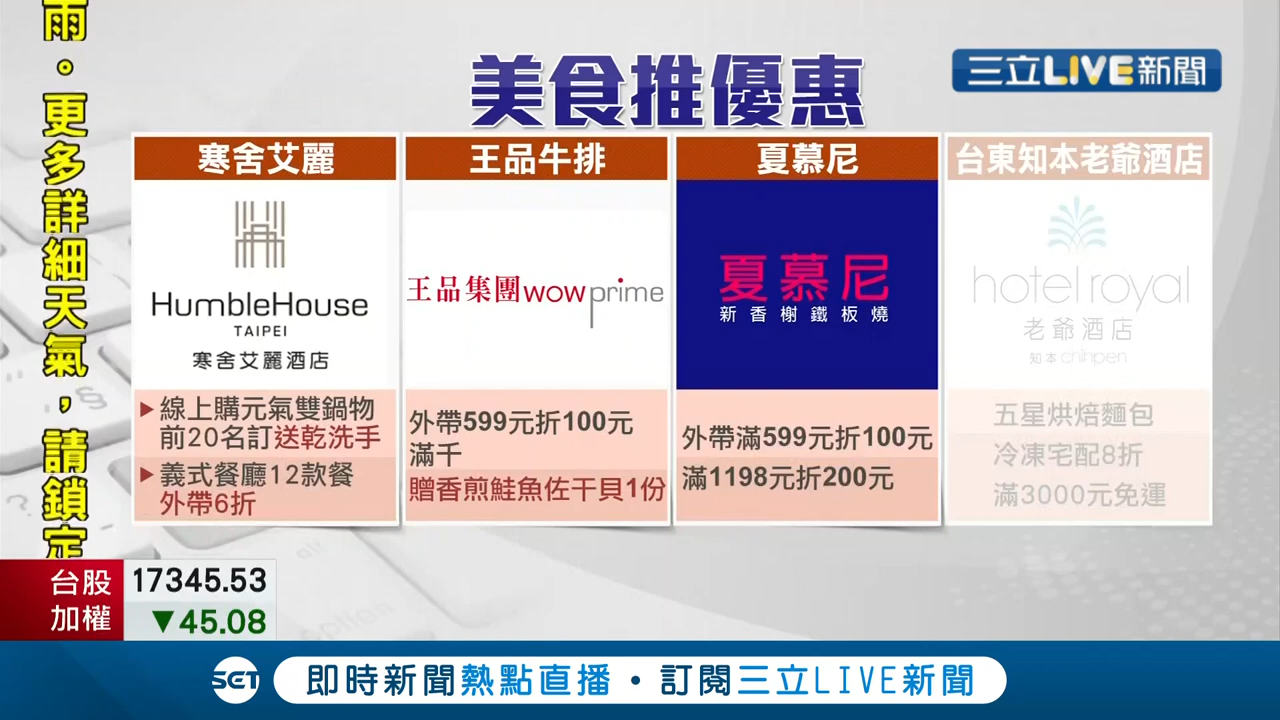 雨。更多詳細天氣，請鎖定
美食推優惠
三立LIVE新聞
寒舍艾麗
HumbleHouse
TAIPEI
寒舍艾麗酒店
線上購元氣雙鍋物
前20名訂送乾洗手
義式餐廳12款餐
外帶6折
王品牛排
王品集團wowprime
外帶599元折100元
滿千
贈香煎鮭魚佐干貝1份
夏慕尼
夏慕尼
新香榭鐵板燒
外帶滿599元折100元
滿1198元折200元
台東知本老爺酒店
hotel royal
老爺酒店
知本 chihpen
五星烘焙麵包
冷凍宅配8折
滿3000元免運
台股
加權
17345.53
▼45.08
SET
即時新聞熱點直播・訂閱三立LIVE新聞